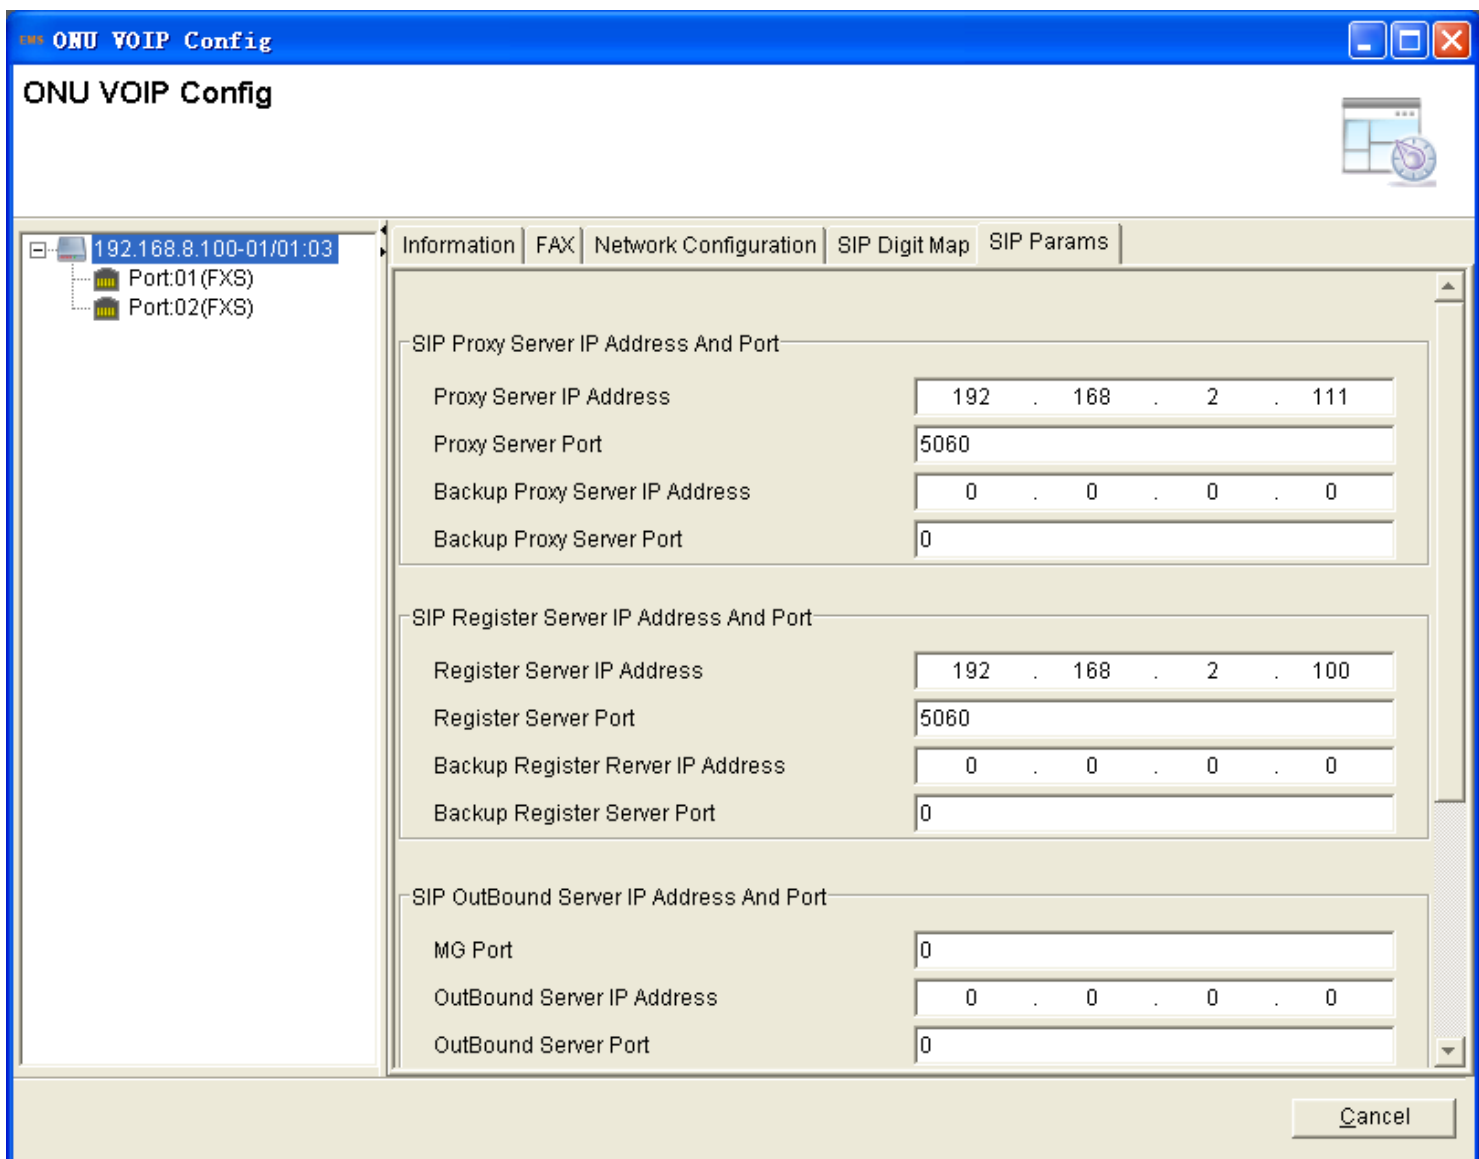 EMS ONU VOIP Config
ONU VOIP Config
192.168.8.100-01/01:03
Port:01(FXS)
Port:02(FXS)
Information FAX Network Configuration SIP Digit Map SIP Params
SIP Proxy Server IP Address And Port
Proxy Server IP Address 192 . 168 . 2 . 111
Proxy Server Port 5060
Backup Proxy Server IP Address 0 . 0 . 0 . 0
Backup Proxy Server Port 0
SIP Register Server IP Address And Port
Register Server IP Address 192 . 168 . 2 . 100
Register Server Port 5060
Backup Register Rerver IP Address 0 . 0 . 0 . 0
Backup Register Server Port 0
SIP OutBound Server IP Address And Port
MG Port 0
OutBound Server IP Address 0 . 0 . 0 . 0
OutBound Server Port 0
Cancel